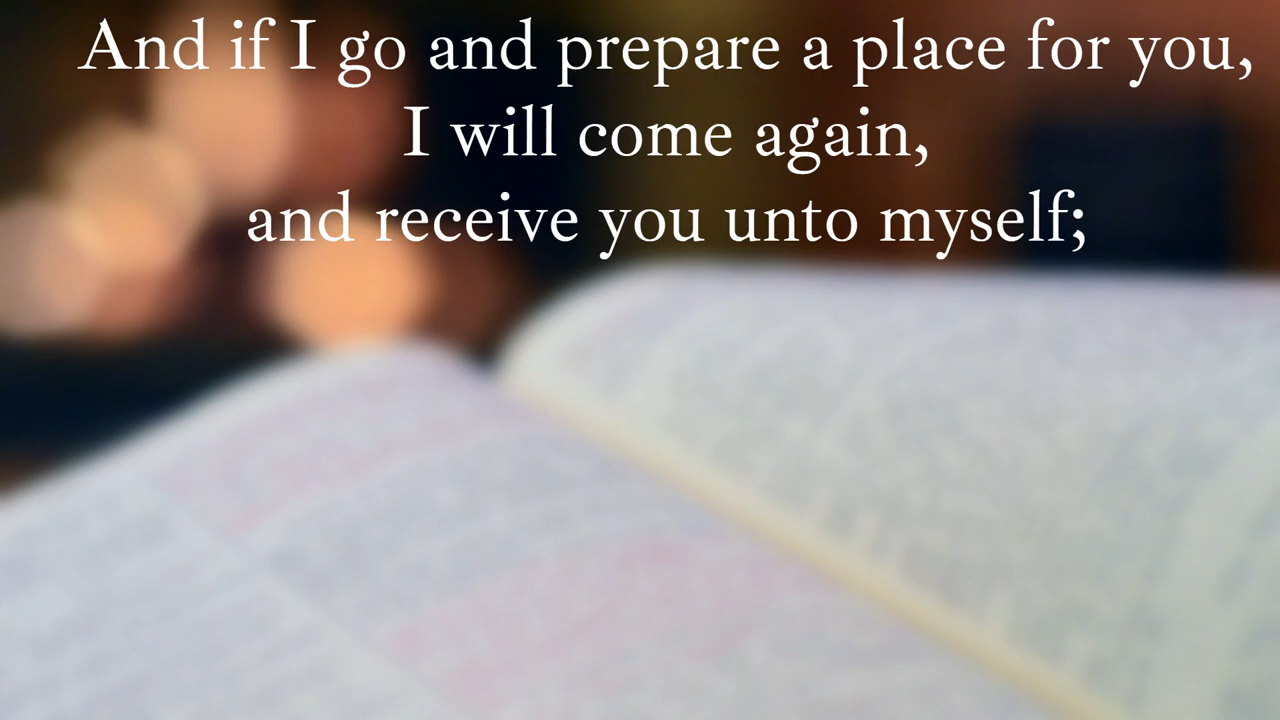 And if I go and prepare a place for you,
I will come again,
and receive you unto myself;